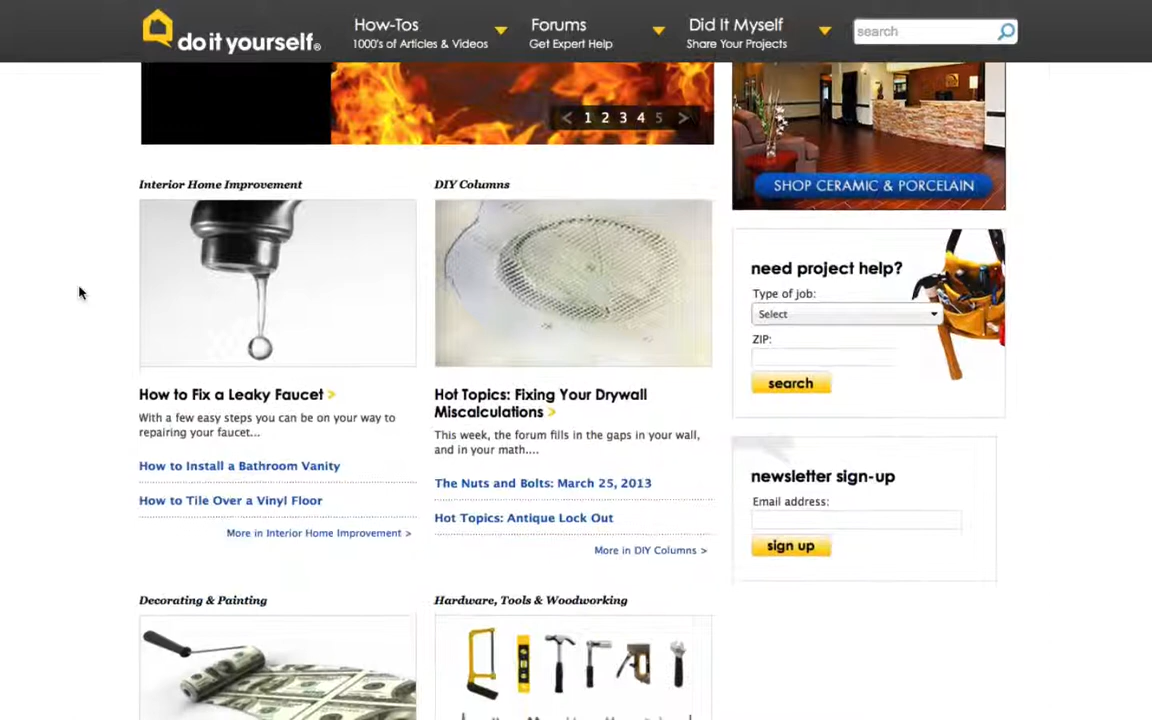 do it yourself®
How-Tos
1000's of Articles & Videos
Forums
Get Expert Help
Did It Myself
Share Your Projects
search
< 1 2 3 4 5 >
SHOP CERAMIC & PORCELAIN
Interior Home Improvement
How to Fix a Leaky Faucet >
With a few easy steps you can be on your way to
repairing your faucet...
How to Install a Bathroom Vanity
How to Tile Over a Vinyl Floor
More in Interior Home Improvement >
DIY Columns
Hot Topics: Fixing Your Drywall
Miscalculations >
This week, the forum fills in the gaps in your wall,
and in your math....
The Nuts and Bolts: March 25, 2013
Hot Topics: Antique Lock Out
More in DIY Columns >
need project help?
Type of job:
Select
ZIP:
search
newsletter sign-up
Email address:
sign up
Decorating & Painting
Hardware, Tools & Woodworking